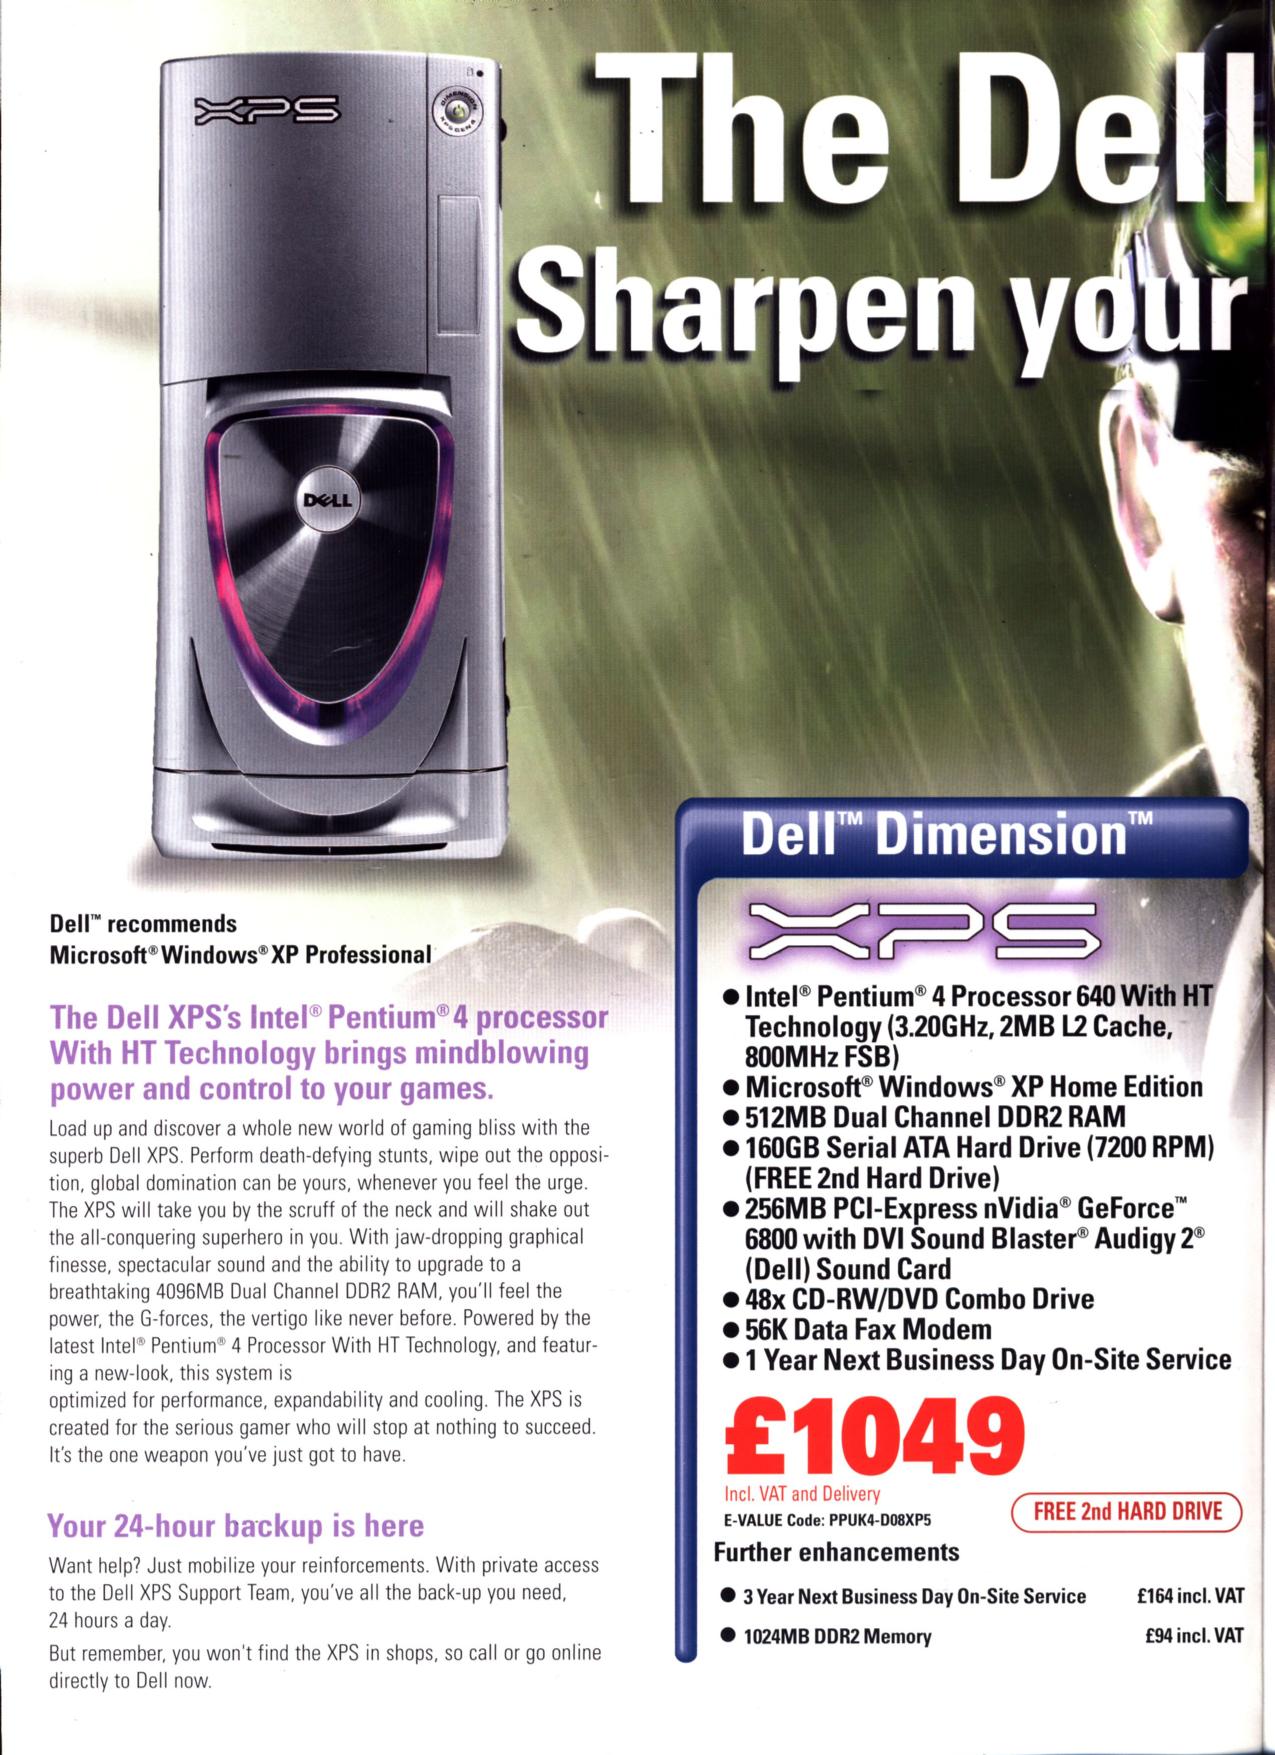 XPS
DIMENSION
XPS GEN 5
The Dell
Sharpen your
DELL
Dell™ recommends
Microsoft® Windows® XP Professional
The Dell XPS's Intel® Pentium® 4 processor
With HT Technology brings mindblowing
power and control to your games.
Load up and discover a whole new world of gaming bliss with the
superb Dell XPS. Perform death-defying stunts, wipe out the opposi-
tion, global domination can be yours, whenever you feel the urge.
The XPS will take you by the scruff of the neck and will shake out
the all-conquering superhero in you. With jaw-dropping graphical
finesse, spectacular sound and the ability to upgrade to a
breathtaking 4096MB Dual Channel DDR2 RAM, you'll feel the
power, the G-forces, the vertigo like never before. Powered by the
latest Intel® Pentium® 4 Processor With HT Technology, and featur-
ing a new-look, this system is
optimized for performance, expandability and cooling. The XPS is
created for the serious gamer who will stop at nothing to succeed.
It's the one weapon you've just got to have.
Your 24-hour backup is here
Want help? Just mobilize your reinforcements. With private access
to the Dell XPS Support Team, you've all the back-up you need,
24 hours a day.
But remember, you won't find the XPS in shops, so call or go online
directly to Dell now.
Dell™ Dimension™
XPS
● Intel® Pentium® 4 Processor 640 With HT
Technology (3.20GHz, 2MB L2 Cache,
800MHz FSB)
● Microsoft® Windows® XP Home Edition
● 512MB Dual Channel DDR2 RAM
● 160GB Serial ATA Hard Drive (7200 RPM)
(FREE 2nd Hard Drive)
● 256MB PCI-Express nVidia® GeForce™
6800 with DVI Sound Blaster® Audigy 2®
(Dell) Sound Card
● 48x CD-RW/DVD Combo Drive
● 56K Data Fax Modem
● 1 Year Next Business Day On-Site Service
£1049
Incl. VAT and Delivery
E-VALUE Code: PPUK4-D08XP5
FREE 2nd HARD DRIVE
Further enhancements
● 3 Year Next Business Day On-Site Service £164 incl. VAT
● 1024MB DDR2 Memory £94 incl. VAT